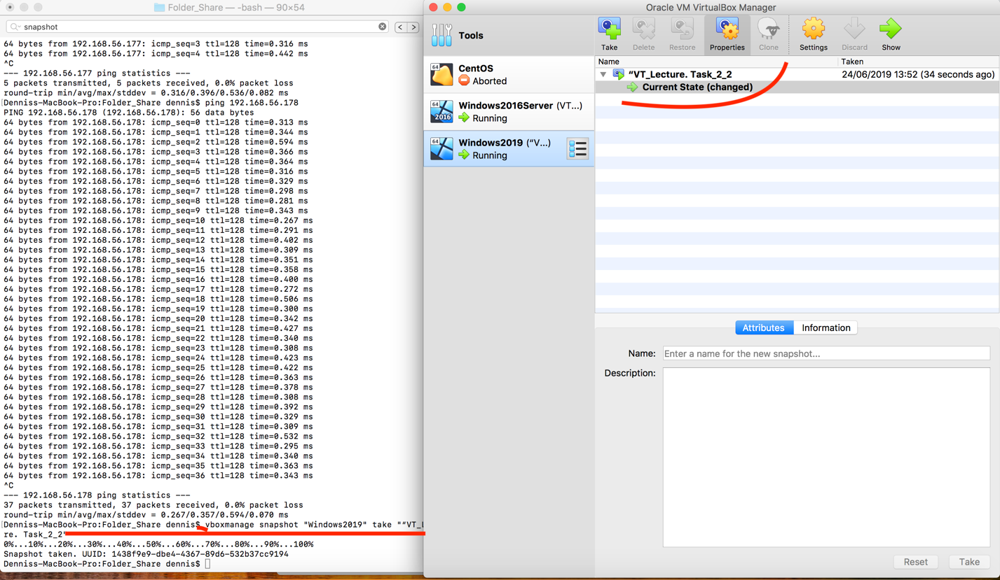 Folder_Share — -bash — 90×54
snapshot
64 bytes from 192.168.56.177: icmp_seq=3 ttl=128 time=0.316 ms
64 bytes from 192.168.56.177: icmp_seq=4 ttl=128 time=0.442 ms
^C
--- 192.168.56.177 ping statistics ---
5 packets transmitted, 5 packets received, 0.0% packet loss
round-trip min/avg/max/stddev = 0.316/0.396/0.536/0.082 ms
[Denniss-MacBook-Pro:Folder_Share dennis$ ping 192.168.56.178
PING 192.168.56.178 (192.168.56.178): 56 data bytes
64 bytes from 192.168.56.178: icmp_seq=0 ttl=128 time=0.313 ms
64 bytes from 192.168.56.178: icmp_seq=1 ttl=128 time=0.344 ms
64 bytes from 192.168.56.178: icmp_seq=2 ttl=128 time=0.594 ms
64 bytes from 192.168.56.178: icmp_seq=3 ttl=128 time=0.366 ms
64 bytes from 192.168.56.178: icmp_seq=4 ttl=128 time=0.364 ms
64 bytes from 192.168.56.178: icmp_seq=5 ttl=128 time=0.316 ms
64 bytes from 192.168.56.178: icmp_seq=6 ttl=128 time=0.329 ms
64 bytes from 192.168.56.178: icmp_seq=7 ttl=128 time=0.298 ms
64 bytes from 192.168.56.178: icmp_seq=8 ttl=128 time=0.281 ms
64 bytes from 192.168.56.178: icmp_seq=9 ttl=128 time=0.343 ms
64 bytes from 192.168.56.178: icmp_seq=10 ttl=128 time=0.267 ms
64 bytes from 192.168.56.178: icmp_seq=11 ttl=128 time=0.291 ms
64 bytes from 192.168.56.178: icmp_seq=12 ttl=128 time=0.402 ms
64 bytes from 192.168.56.178: icmp_seq=13 ttl=128 time=0.309 ms
64 bytes from 192.168.56.178: icmp_seq=14 ttl=128 time=0.351 ms
64 bytes from 192.168.56.178: icmp_seq=15 ttl=128 time=0.358 ms
64 bytes from 192.168.56.178: icmp_seq=16 ttl=128 time=0.400 ms
64 bytes from 192.168.56.178: icmp_seq=17 ttl=128 time=0.272 ms
64 bytes from 192.168.56.178: icmp_seq=18 ttl=128 time=0.506 ms
64 bytes from 192.168.56.178: icmp_seq=19 ttl=128 time=0.300 ms
64 bytes from 192.168.56.178: icmp_seq=20 ttl=128 time=0.342 ms
64 bytes from 192.168.56.178: icmp_seq=21 ttl=128 time=0.427 ms
64 bytes from 192.168.56.178: icmp_seq=22 ttl=128 time=0.340 ms
64 bytes from 192.168.56.178: icmp_seq=23 ttl=128 time=0.308 ms
64 bytes from 192.168.56.178: icmp_seq=24 ttl=128 time=0.423 ms
64 bytes from 192.168.56.178: icmp_seq=25 ttl=128 time=0.422 ms
64 bytes from 192.168.56.178: icmp_seq=26 ttl=128 time=0.363 ms
64 bytes from 192.168.56.178: icmp_seq=27 ttl=128 time=0.378 ms
64 bytes from 192.168.56.178: icmp_seq=28 ttl=128 time=0.308 ms
64 bytes from 192.168.56.178: icmp_seq=29 ttl=128 time=0.392 ms
64 bytes from 192.168.56.178: icmp_seq=30 ttl=128 time=0.329 ms
64 bytes from 192.168.56.178: icmp_seq=31 ttl=128 time=0.309 ms
64 bytes from 192.168.56.178: icmp_seq=32 ttl=128 time=0.532 ms
64 bytes from 192.168.56.178: icmp_seq=33 ttl=128 time=0.295 ms
64 bytes from 192.168.56.178: icmp_seq=34 ttl=128 time=0.340 ms
64 bytes from 192.168.56.178: icmp_seq=35 ttl=128 time=0.363 ms
64 bytes from 192.168.56.178: icmp_seq=36 ttl=128 time=0.343 ms
^C
--- 192.168.56.178 ping statistics ---
37 packets transmitted, 37 packets received, 0.0% packet loss
round-trip min/avg/max/stddev = 0.267/0.357/0.594/0.070 ms
[Denniss-MacBook-Pro:Folder_Share dennis$ vboxmanage snapshot "Windows2019" take "“VT_L
re. Task_2_2"
0%...10%...20%...30%...40%...50%...60%...70%...80%...90%...100%
Snapshot taken. UUID: 1438f9e9-dbe4-4367-89d6-532b37cc9194
Denniss-MacBook-Pro:Folder_Share dennis$
Oracle VM VirtualBox Manager
Tools
Take Delete Restore Properties Clone Settings Discard Show
64 CentOS
Aborted
64 2016 Windows2016Server (VT...)
Running
64 Windows2019 (“V...)
Running
Name Taken
“VT_Lecture. Task_2_2 24/06/2019 13:52 (34 seconds ago)
Current State (changed)
Attributes Information
Name: Enter a name for the new snapshot...
Description:
Reset Take